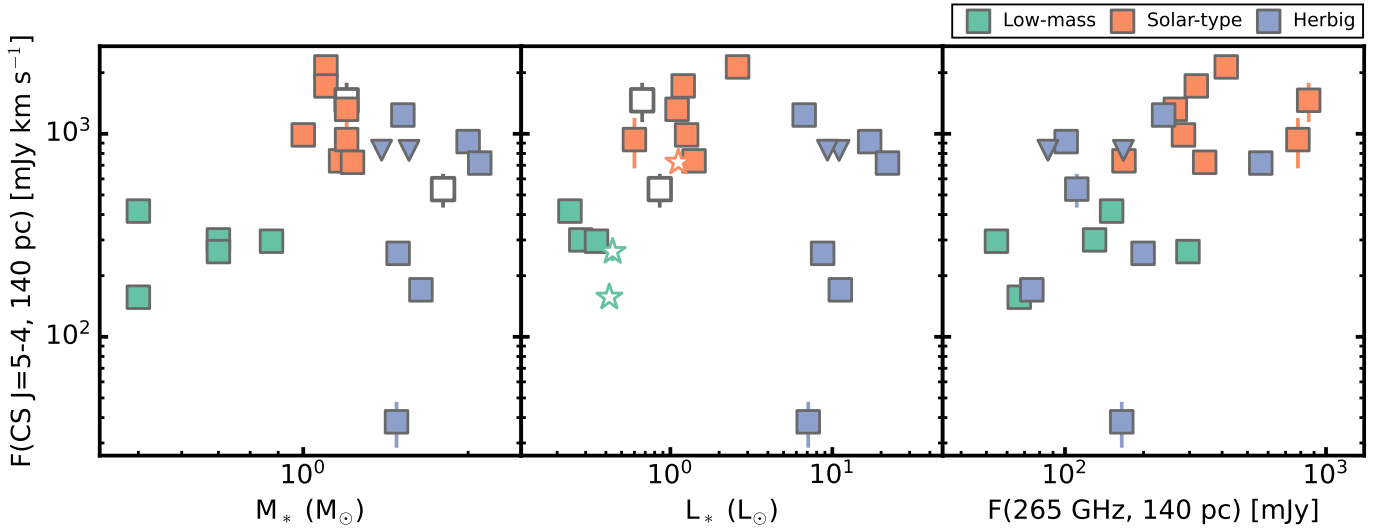 Low-mass Solar-type Herbig
F(CS J=5-4, 140 pc) [mJy km s⁻¹]
10³
10²
10⁰
10⁰ 10¹
10² 10³
M* (M☉)
L* (L☉)
F(265 GHz, 140 pc) [mJy]